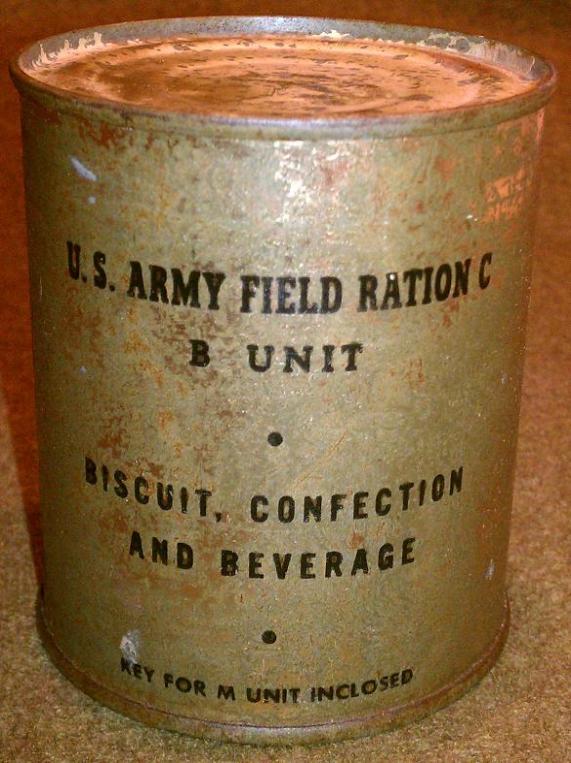 U.S. ARMY FIELD RATION C
B UNIT
BISCUIT, CONFECTION
AND BEVERAGE
KEY FOR M UNIT INCLOSED